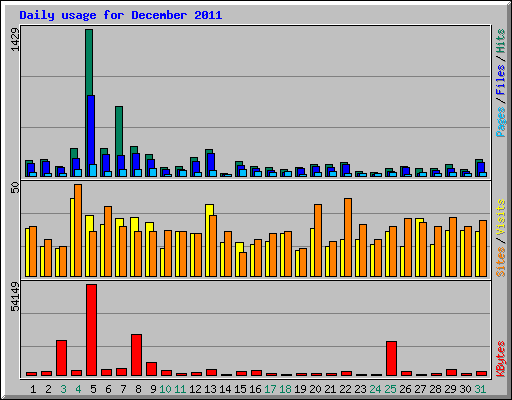 Daily usage for December 2011
1429
Pages / Files / Hits
50
Sites / Visits
54149
KBytes
1 2 3 4 5 6 7 8 9 10 11 12 13 14 15 16 17 18 19 20 21 22 23 24 25 26 27 28 29 30 31